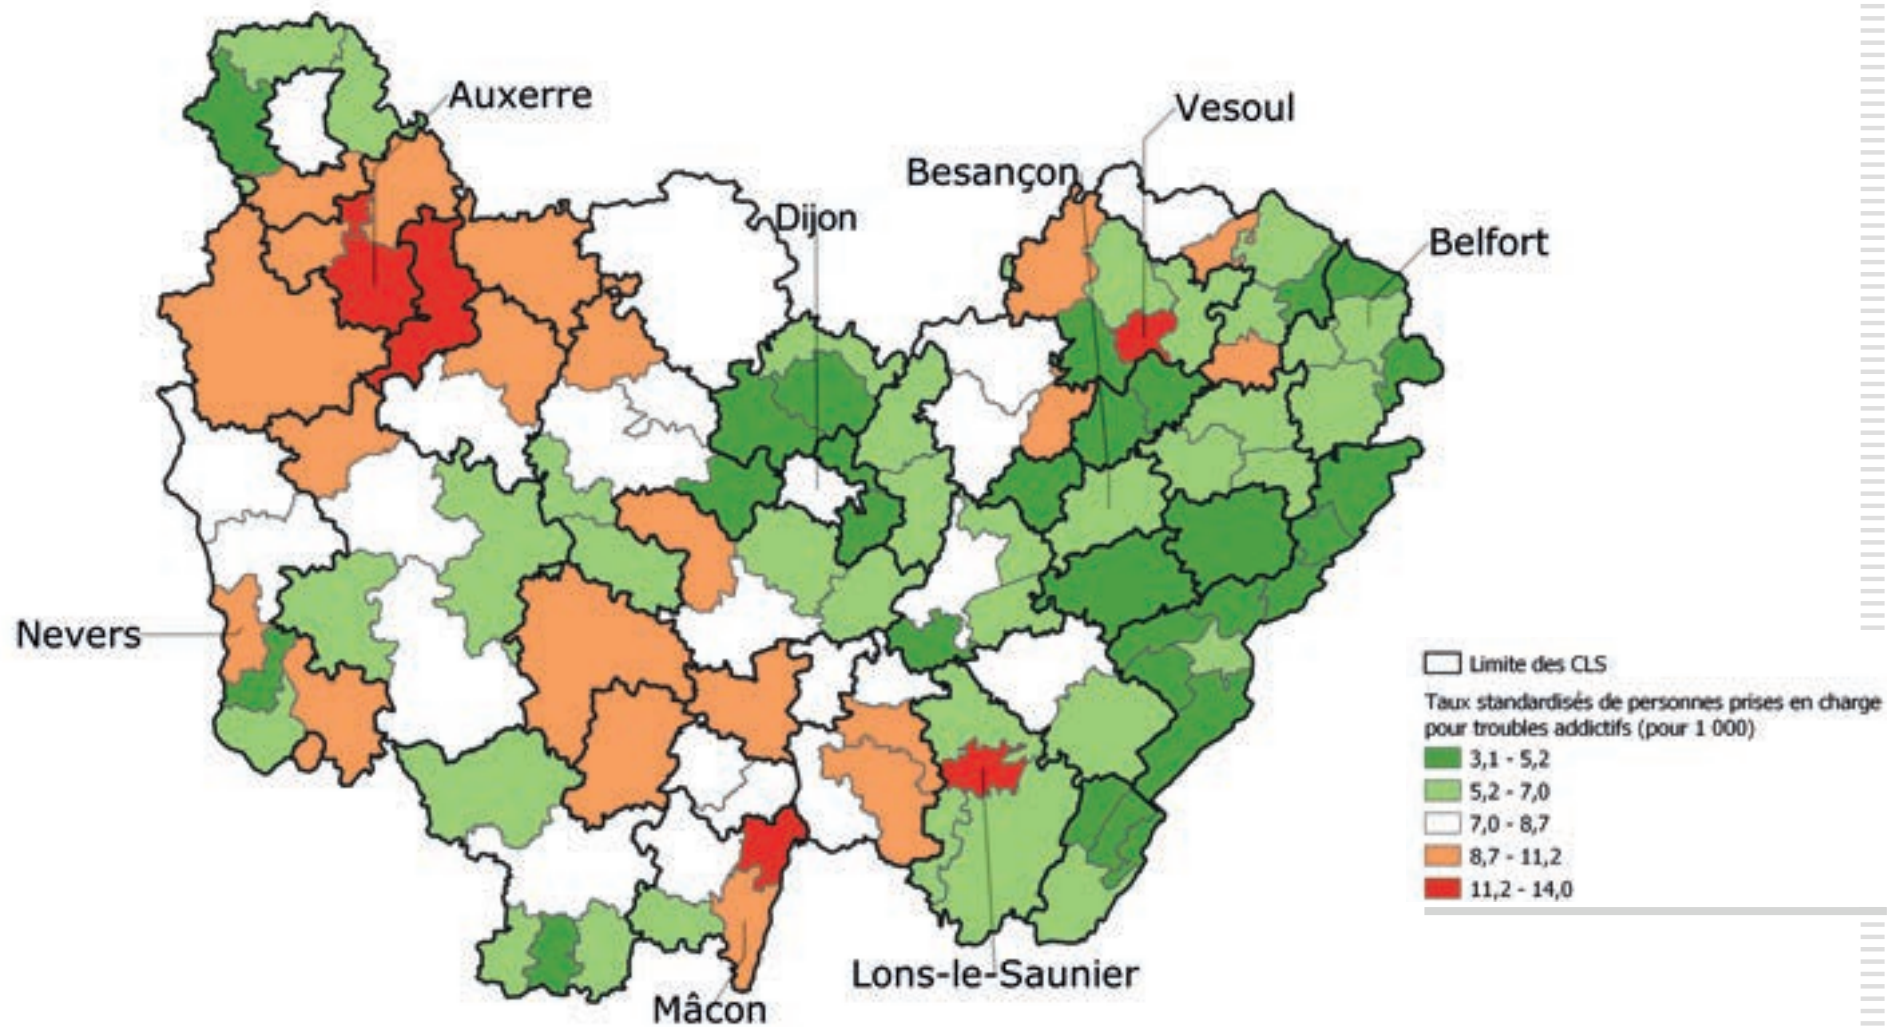 Auxerre
Vesoul
Besançon
Dijon
Belfort
Nevers
Limite des CLS
Taux standardisés de personnes prises en charge
pour troubles addictifs (pour 1 000)
3,1 - 5,2
5,2 - 7,0
7,0 - 8,7
8,7 - 11,2
11,2 - 14,0
Lons-le-Saunier
Mâcon